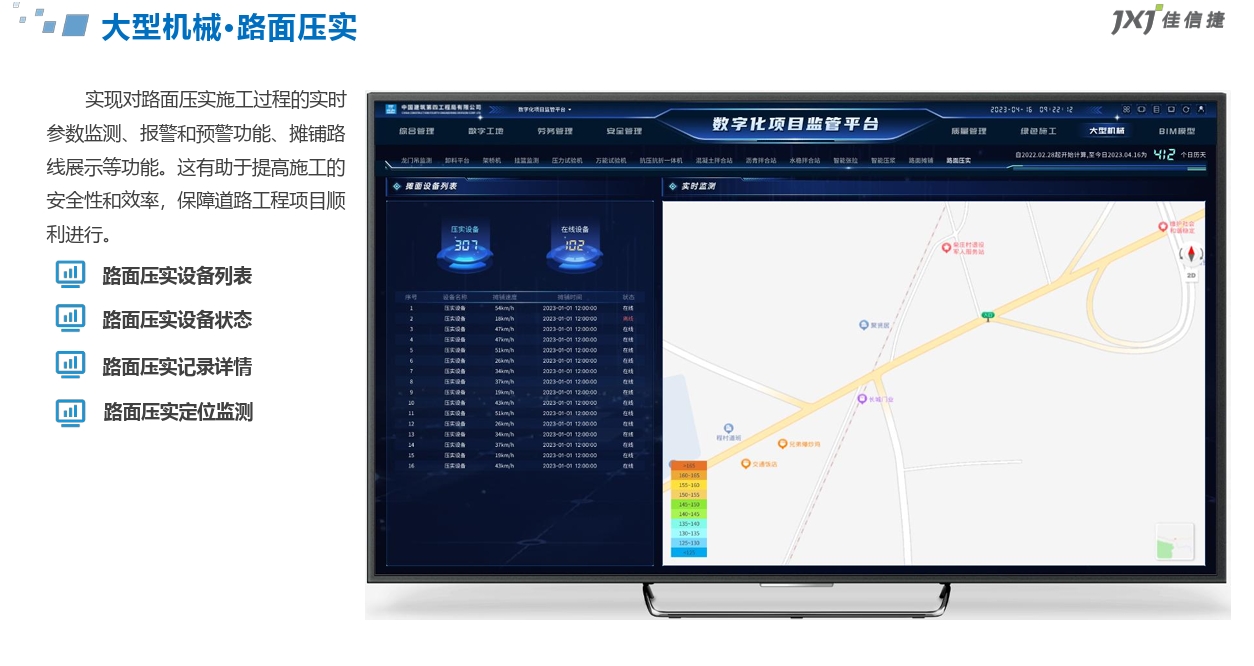 大型机械•路面压实
JXJ佳信捷
实现对路面压实施工过程的实时
参数监测、报警和预警功能、摊铺路
线展示等功能。这有助于提高施工的
安全性和效率，保障道路工程项目顺
利进行。
路面压实设备列表
路面压实设备状态
路面压实记录详情
路面压实定位监测
中国建筑第四工程局有限公司
数字化项目监管平台
2023-04-16 09:22:12
综合管理 数字工地 劳务管理 安全管理 数字化项目监管平台 质量管理 绿色施工 大型机械 BIM模型
龙门吊监测 卸料平台 架桥机 挂篮监测 压力试验机 万能试验机 抗压抗折一体机 混凝土拌合站 沥青拌合站 水稳拌合站 智能张拉 智能压浆 路面摊铺 路面压实
自2022.02.28起开始计算,至今日2023.04.16为 412 个日历天
摊面设备列表
实时监测
压实设备 在线设备
307 102
序号 设备名称 摊铺速度 摊铺时间 状态
1 压实设备 54km/h 2023-01-01 12:00:00 在线
2 压实设备 18km/h 2023-01-01 12:00:00 离线
3 压实设备 47km/h 2023-01-01 12:00:00 在线
4 压实设备 47km/h 2023-01-01 12:00:00 在线
5 压实设备 51km/h 2023-01-01 12:00:00 在线
6 压实设备 26km/h 2023-01-01 12:00:00 在线
7 压实设备 34km/h 2023-01-01 12:00:00 在线
8 压实设备 37km/h 2023-01-01 12:00:00 在线
9 压实设备 19km/h 2023-01-01 12:00:00 在线
10 压实设备 43km/h 2023-01-01 12:00:00 在线
11 压实设备 51km/h 2023-01-01 12:00:00 在线
12 压实设备 26km/h 2023-01-01 12:00:00 在线
13 压实设备 34km/h 2023-01-01 12:00:00 在线
14 压实设备 37km/h 2023-01-01 12:00:00 在线
15 压实设备 19km/h 2023-01-01 12:00:00 在线
16 压实设备 43km/h 2023-01-01 12:00:00 在线
军人服务站
2D
长城门业
程村道班
兄弟橡炒鸡
交通饭店
>165
160-165
155-160
150-155
145-150
140-145
135-140
130-135
125-130
<125